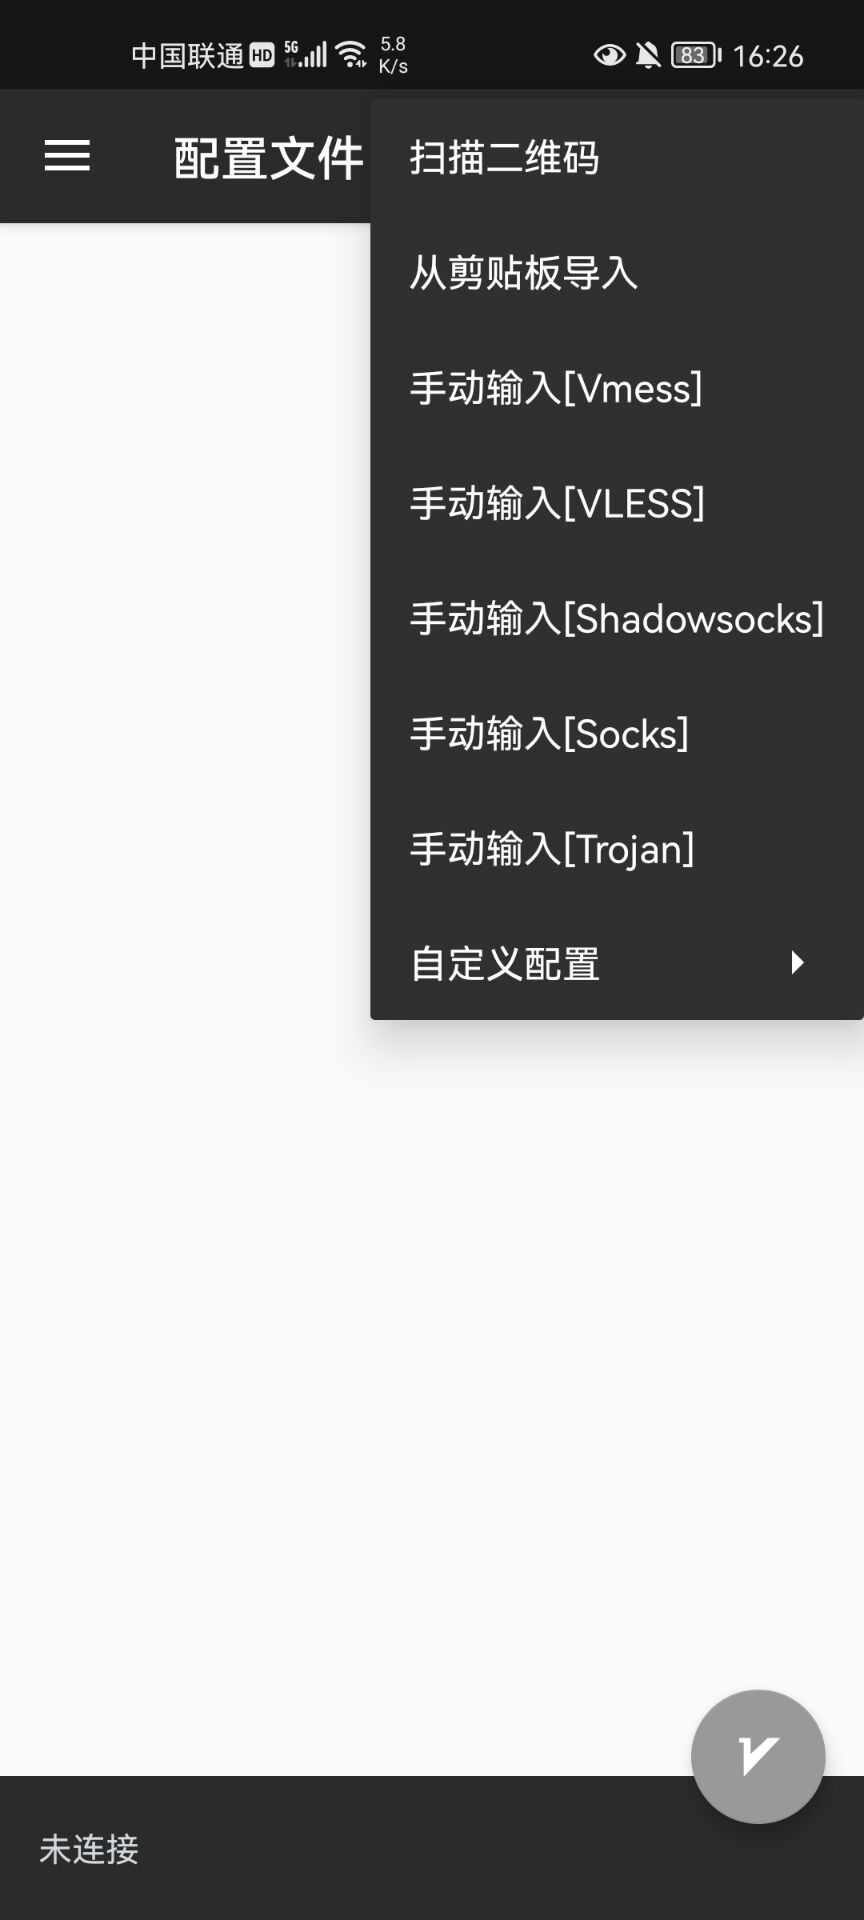 中国联通 HD 5G 5.8 K/s 83 16:26
配置文件
扫描二维码
从剪贴板导入
手动输入[Vmess]
手动输入[VLESS]
手动输入[Shadowsocks]
手动输入[Socks]
手动输入[Trojan]
自定义配置
未连接